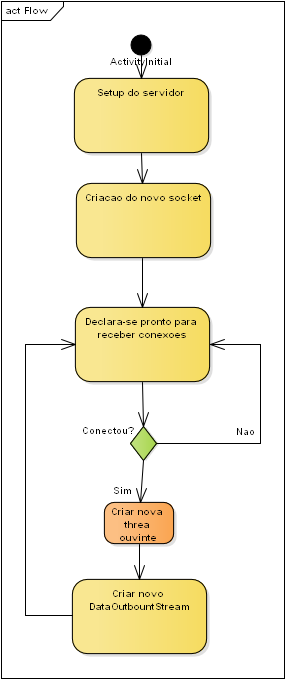 act Flow
ActivityInitial
Setup do servidor
Criacao do novo socket
Declara-se pronto para
receber conexoes
Conectou?
Nao
Sim
Criar nova
threa
ouvinte
Criar novo
DataOutbountStream